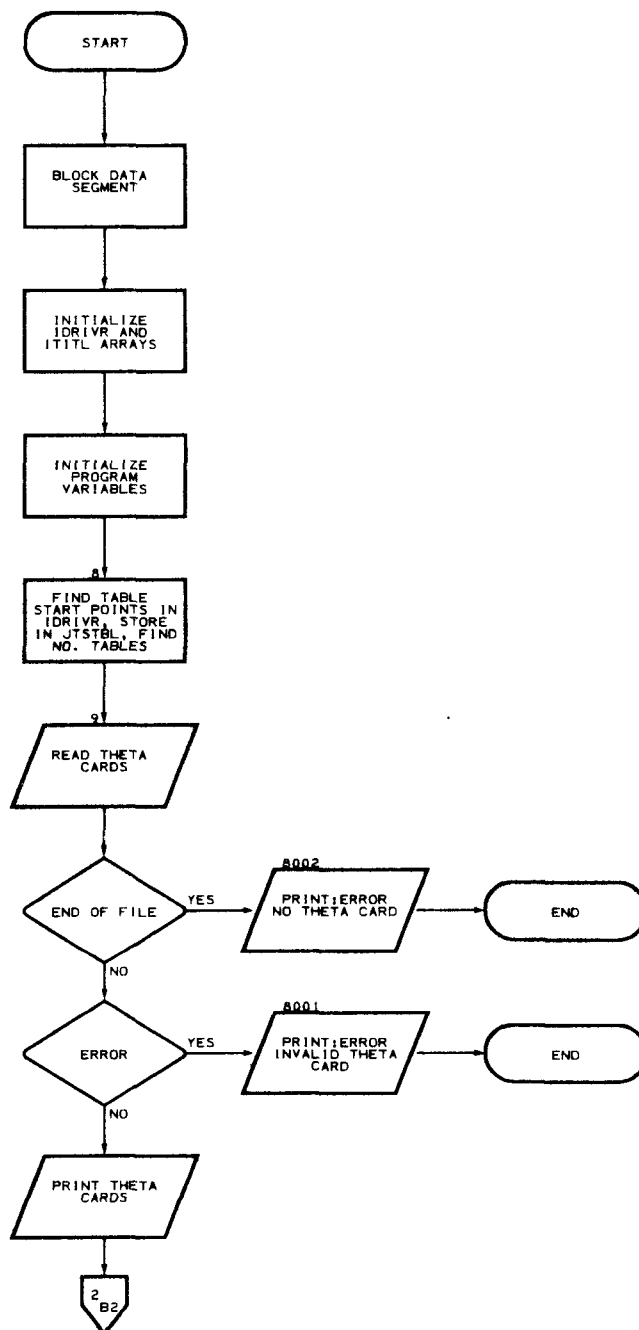 START
BLOCK DATA
SEGMENT
INITIALIZE
IDRIVR AND
ITITL ARRAYS
INITIALIZE
PROGRAM
VARIABLES
8
FIND TABLE
START POINTS IN
IDRIVR, STORE
IN JTSTBL, FIND
NO. TABLES
9
READ THETA
CARDS
END OF FILE
YES
8002
PRINT:ERROR
NO THETA CARD
END
NO
ERROR
YES
8001
PRINT:ERROR
INVALID THETA
CARD
END
NO
PRINT THETA
CARDS
2
B2